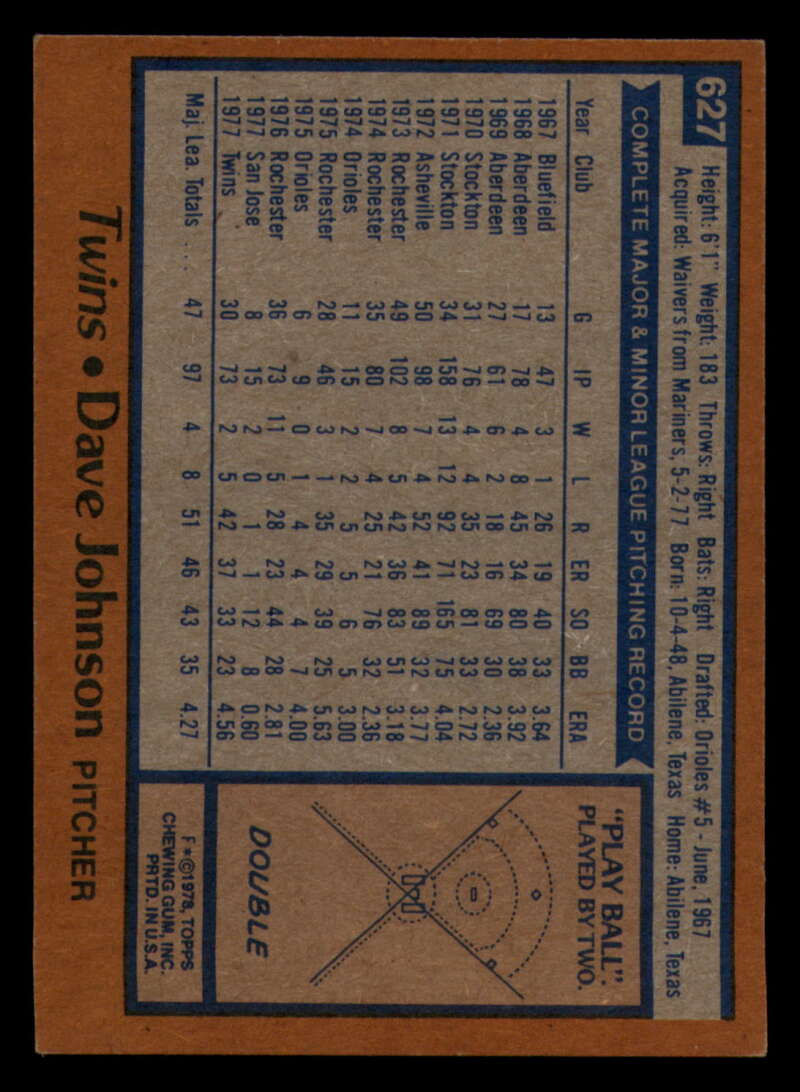 627
Height: 6'1" Weight: 183 Throws: Right Bats: Right Drafted: Orioles #5 - June, 1967
Acquired: Waivers from Mariners, 5-2-77 Born: 10-4-48, Abilene, Texas Home: Abilene, Texas
COMPLETE MAJOR & MINOR LEAGUE PITCHING RECORD
Year Club G IP W L R ER SO BB ERA
1967 Bluefield 13 47 3 1 26 19 40 33 3.64
1968 Aberdeen 17 78 4 8 45 34 80 38 3.92
1969 Aberdeen 27 61 6 2 18 16 69 30 2.36
1970 Stockton 31 76 4 4 35 23 81 33 2.72
1971 Stockton 34 158 13 12 92 71 165 75 4.04
1972 Asheville 50 98 7 4 52 41 89 32 3.77
1973 Rochester 49 102 8 5 42 36 83 51 3.18
1974 Rochester 35 80 7 4 25 21 76 32 2.36
1974 Orioles 11 15 2 2 5 5 6 5 3.00
1975 Rochester 28 46 3 1 35 29 39 25 5.63
1975 Orioles 6 9 0 1 4 4 4 7 4.00
1976 Rochester 36 73 11 5 28 23 44 28 2.81
1977 San Jose 8 15 2 0 1 1 12 8 0.60
1977 Twins 30 73 2 5 42 37 33 23 4.56
Maj. Lea. Totals ... 47 97 4 8 51 46 43 35 4.27
"PLAY BALL":
PLAYED BY TWO.
DOUBLE
F*©1978, TOPPS
CHEWING GUM, INC.
PRTD. IN U.S.A.
Twins • Dave Johnson PITCHER